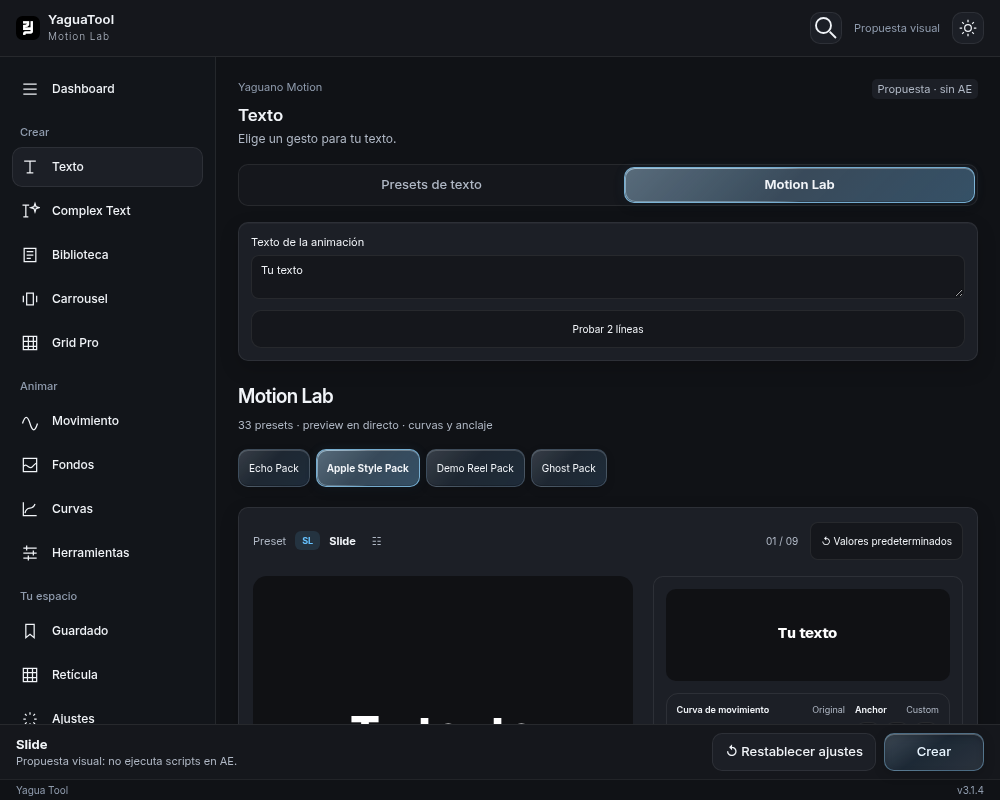 YaguaTool
Motion Lab
Propuesta visual
Dashboard
Crear
Texto
Complex Text
Biblioteca
Carrousel
Grid Pro
Animar
Movimiento
Fondos
Curvas
Herramientas
Tu espacio
Guardado
Retícula
Ajustes
Yaguano Motion
Propuesta · sin AE
Texto
Elige un gesto para tu texto.
Presets de texto
Motion Lab
Texto de la animación
Tu texto
Probar 2 líneas
Motion Lab
33 presets · preview en directo · curvas y anclaje
Echo Pack
Apple Style Pack
Demo Reel Pack
Ghost Pack
Preset SL Slide
01 / 09
Valores predeterminados
Tu texto
Curva de movimiento
Original Anchor Custom
Slide
Propuesta visual: no ejecuta scripts en AE.
Restablecer ajustes
Crear
Yagua Tool
v3.1.4